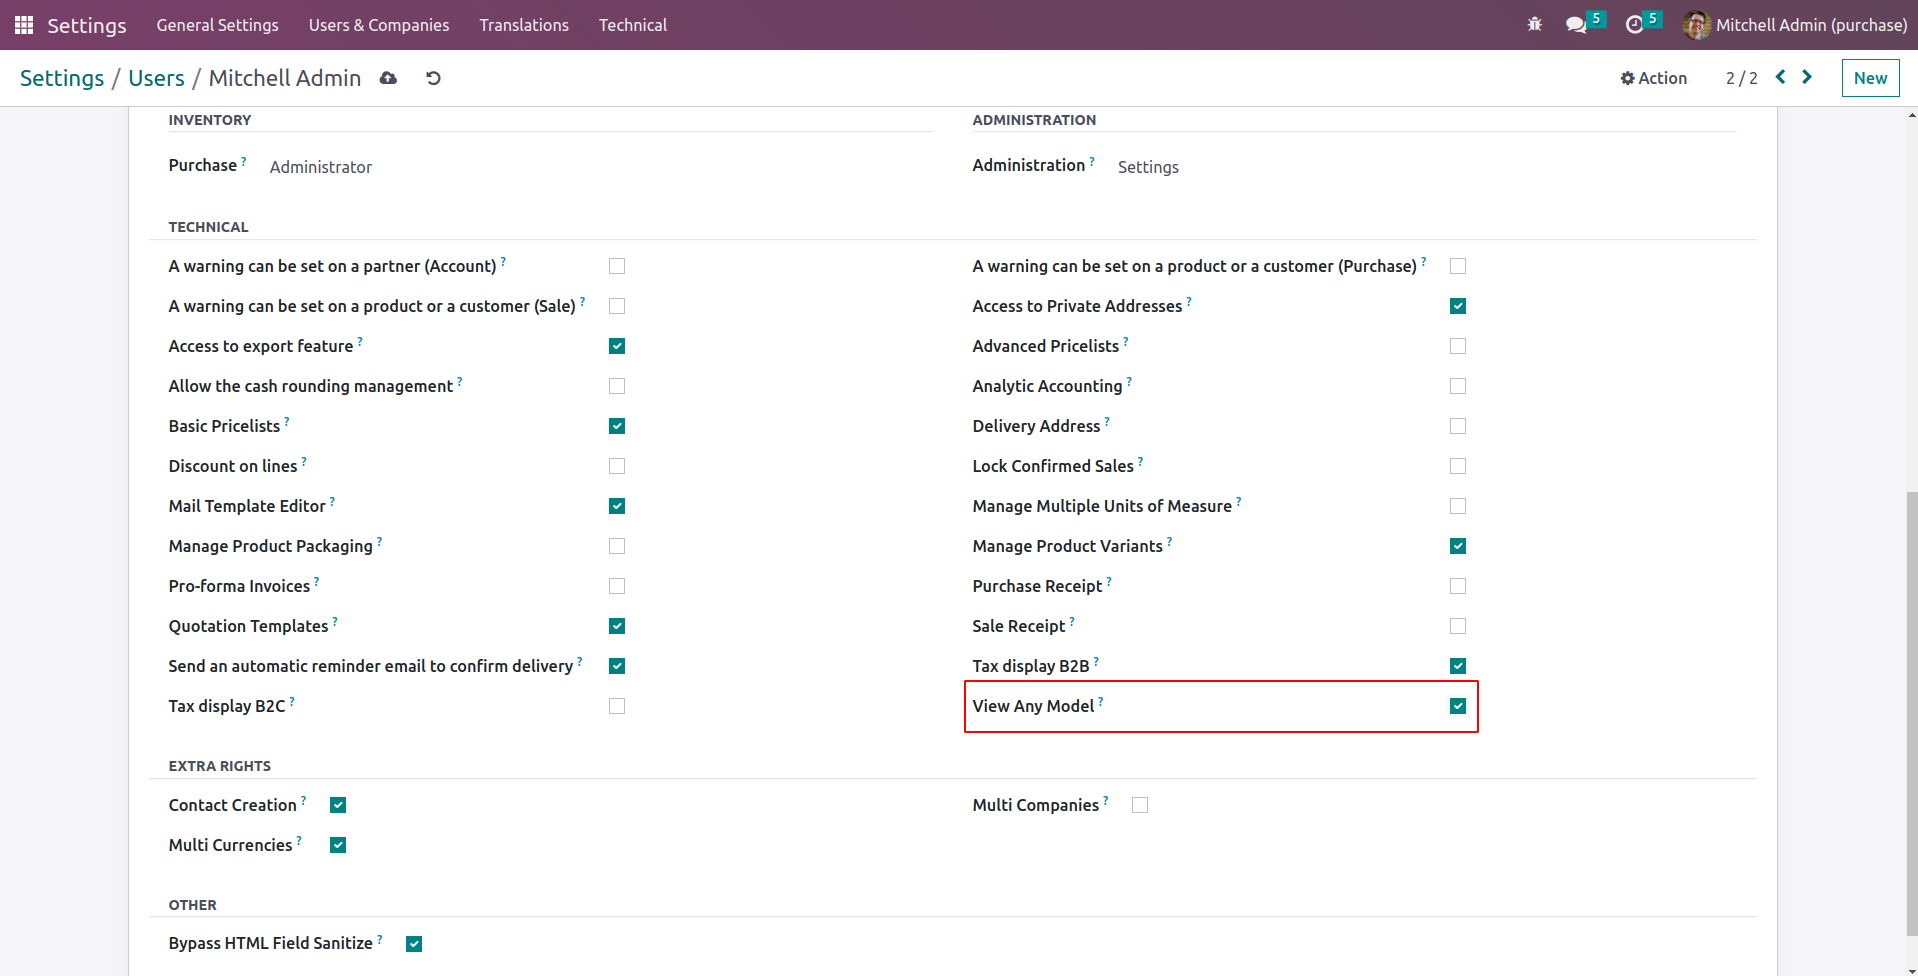 Settings General Settings Users & Companies Translations Technical 5 5 Mitchell Admin (purchase)
Settings / Users / Mitchell Admin Action 2 / 2 New
INVENTORY ADMINISTRATION
Purchase ? Administrator Administration ? Settings
TECHNICAL
A warning can be set on a partner (Account) ? A warning can be set on a product or a customer (Purchase) ?
A warning can be set on a product or a customer (Sale) ? Access to Private Addresses ?
Access to export feature ? Advanced Pricelists ?
Allow the cash rounding management ? Analytic Accounting ?
Basic Pricelists ? Delivery Address ?
Discount on lines ? Lock Confirmed Sales ?
Mail Template Editor ? Manage Multiple Units of Measure ?
Manage Product Packaging ? Manage Product Variants ?
Pro-forma Invoices ? Purchase Receipt ?
Quotation Templates ? Sale Receipt ?
Send an automatic reminder email to confirm delivery ? Tax display B2B ?
Tax display B2C ? View Any Model ?
EXTRA RIGHTS
Contact Creation ? Multi Companies ?
Multi Currencies ?
OTHER
Bypass HTML Field Sanitize ?